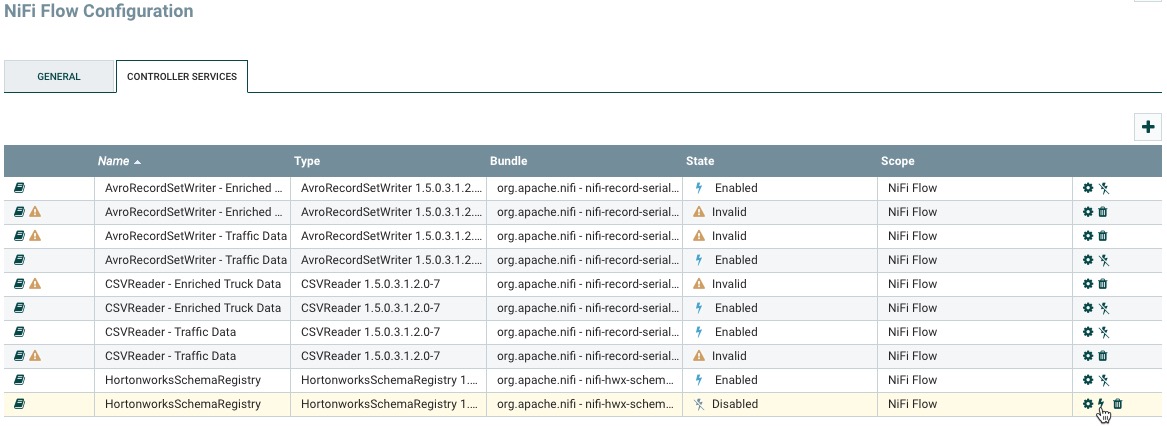 NiFi Flow Configuration
GENERAL CONTROLLER SERVICES
Name Type Bundle State Scope
AvroRecordSetWriter - Enriched ... AvroRecordSetWriter 1.5.0.3.1.2.... org.apache.nifi - nifi-record-serial... Enabled NiFi Flow
AvroRecordSetWriter - Enriched ... AvroRecordSetWriter 1.5.0.3.1.2.... org.apache.nifi - nifi-record-serial... Invalid NiFi Flow
AvroRecordSetWriter - Traffic Data AvroRecordSetWriter 1.5.0.3.1.2.... org.apache.nifi - nifi-record-serial... Invalid NiFi Flow
AvroRecordSetWriter - Traffic Data AvroRecordSetWriter 1.5.0.3.1.2.... org.apache.nifi - nifi-record-serial... Enabled NiFi Flow
CSVReader - Enriched Truck Data CSVReader 1.5.0.3.1.2.0-7 org.apache.nifi - nifi-record-serial... Invalid NiFi Flow
CSVReader - Enriched Truck Data CSVReader 1.5.0.3.1.2.0-7 org.apache.nifi - nifi-record-serial... Enabled NiFi Flow
CSVReader - Traffic Data CSVReader 1.5.0.3.1.2.0-7 org.apache.nifi - nifi-record-serial... Enabled NiFi Flow
CSVReader - Traffic Data CSVReader 1.5.0.3.1.2.0-7 org.apache.nifi - nifi-record-serial... Invalid NiFi Flow
HortonworksSchemaRegistry HortonworksSchemaRegistry 1.... org.apache.nifi - nifi-hwx-schem... Enabled NiFi Flow
HortonworksSchemaRegistry HortonworksSchemaRegistry 1.... org.apache.nifi - nifi-hwx-schem... Disabled NiFi Flow